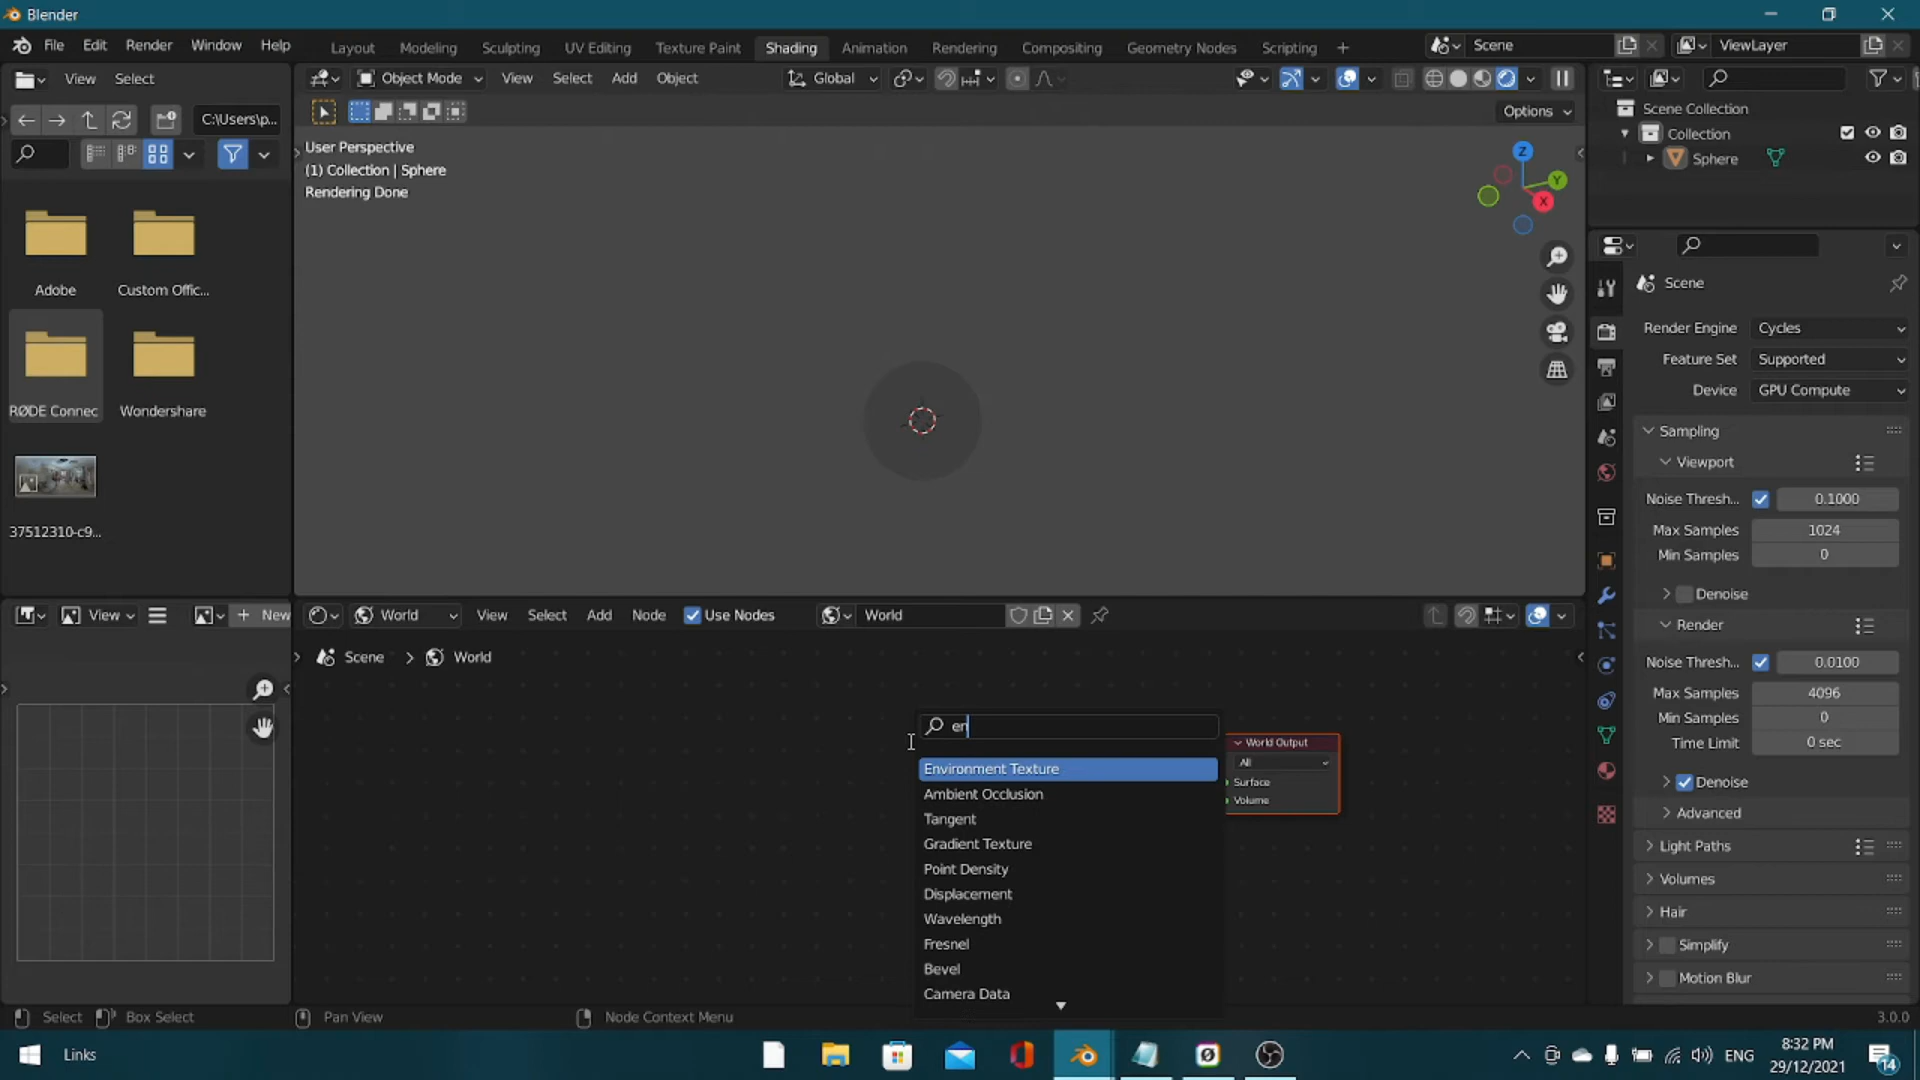 Blender
File Edit Render Window Help Layout Modeling Sculpting UV Editing Texture Paint Shading Animation Rendering Compositing Geometry Nodes Scripting + Scene ViewLayer
View Select Object Mode View Select Add Object Global
C:\Users\p... Options
User Perspective
(1) Collection | Sphere
Rendering Done
Z
Y
X
Scene Collection
Collection
Sphere
Adobe Custom Offic...
RØDE Connec Wondershare
37512310-c9...
Scene
Render Engine Cycles
Feature Set Supported
Device GPU Compute
Sampling
Viewport
Noise Thresh... 0.1000
Max Samples 1024
Min Samples 0
Denoise
Render
Noise Thresh... 0.0100
Max Samples 4096
Min Samples 0
Time Limit 0 sec
Denoise
Advanced
Light Paths
Volumes
Hair
Simplify
Motion Blur
View + New World View Select Add Node Use Nodes World
Scene > World
en
Environment Texture
Ambient Occlusion
Tangent
Gradient Texture
Point Density
Displacement
Wavelength
Fresnel
Bevel
Camera Data
World Output
All
Surface
Volume
Select Box Select Pan View Node Context Menu 3.0.0
Links ENG 8:32 PM
29/12/2021 14